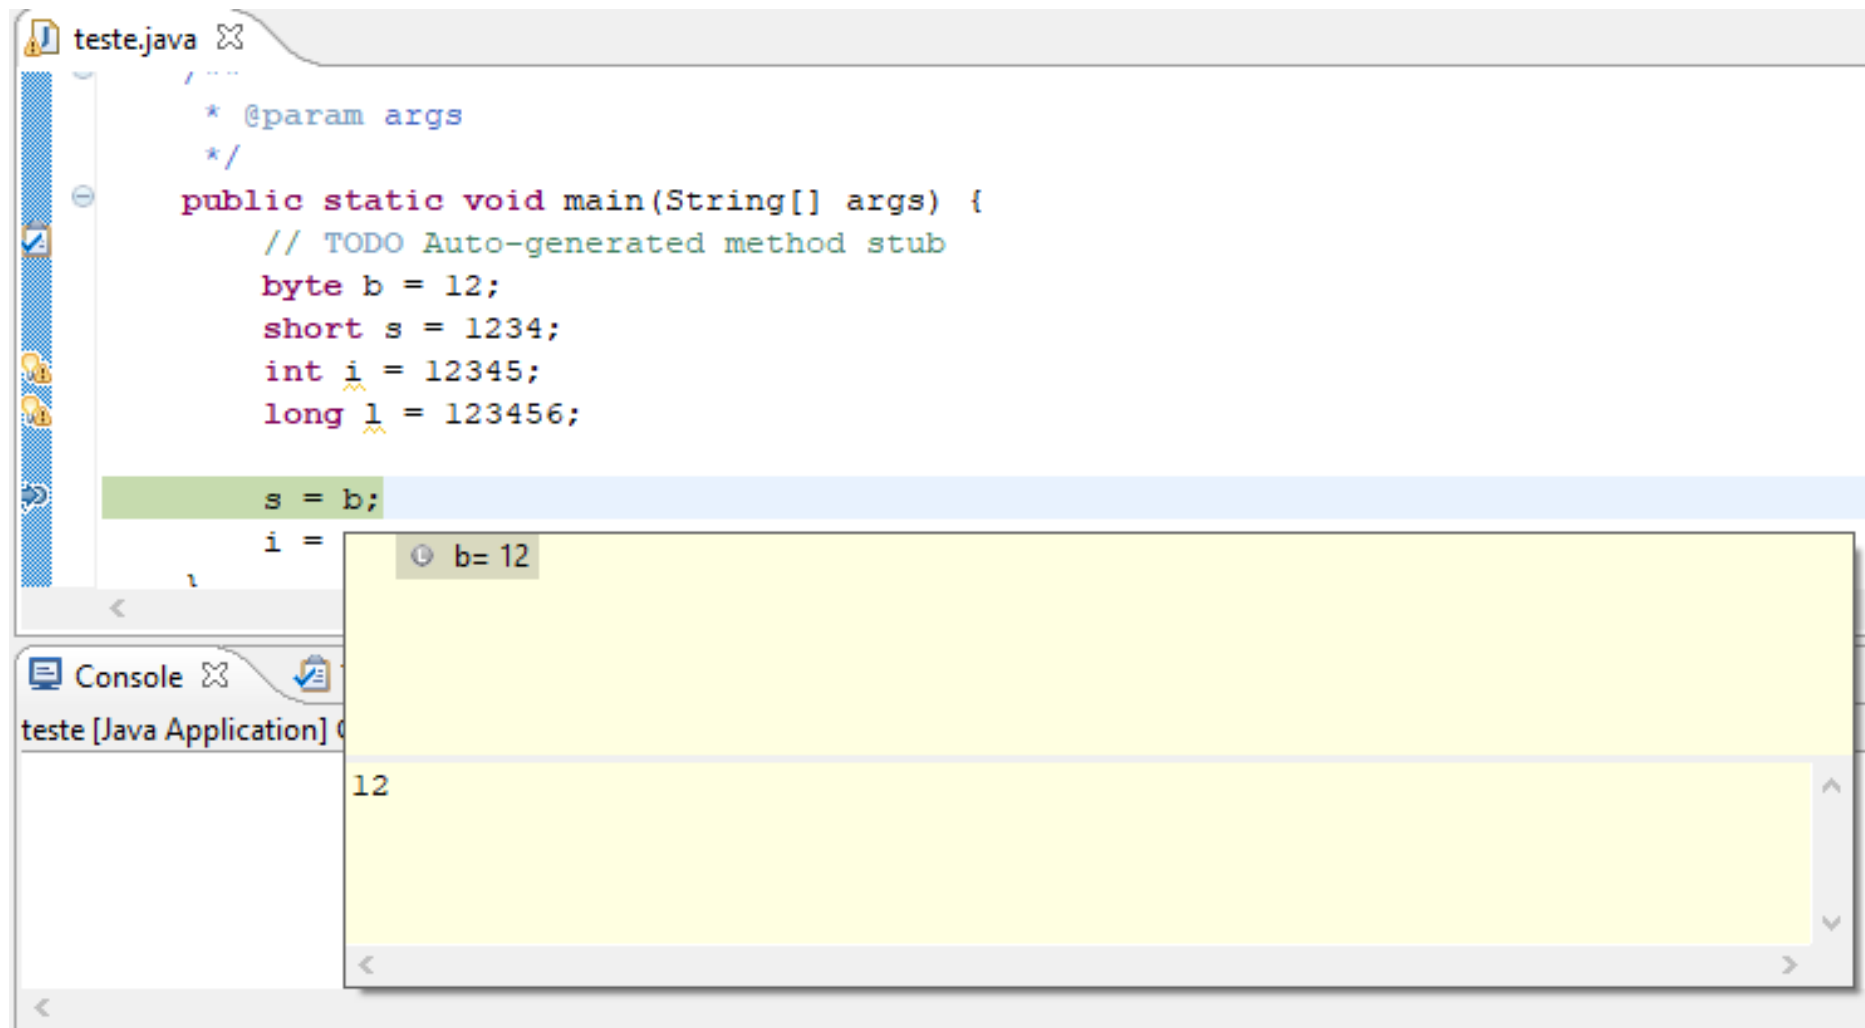 teste.java
/**
* @param args
*/
public static void main(String[] args) {
// TODO Auto-generated method stub
byte b = 12;
short s = 1234;
int i = 12345;
long l = 123456;
s = b;
i =
b= 12
}
Console
teste [Java Application]
12